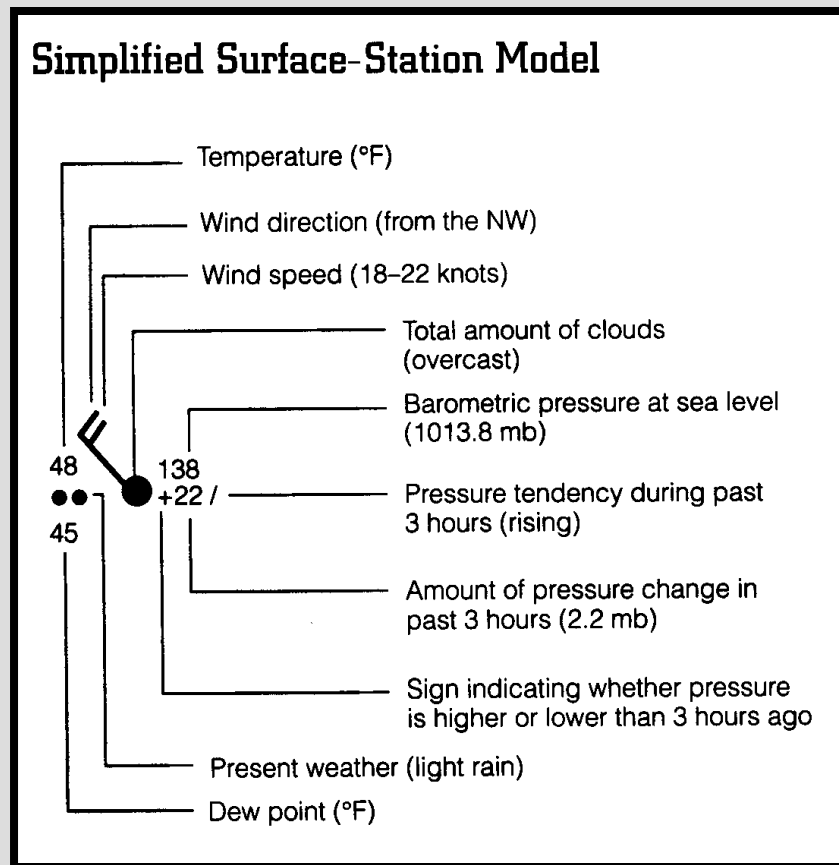 Simplified Surface-Station Model
Temperature (°F)
Wind direction (from the NW)
Wind speed (18–22 knots)
Total amount of clouds
(overcast)
Barometric pressure at sea level
(1013.8 mb)
48
138
+22 /
Pressure tendency during past
3 hours (rising)
45
Amount of pressure change in
past 3 hours (2.2 mb)
Sign indicating whether pressure
is higher or lower than 3 hours ago
Present weather (light rain)
Dew point (°F)